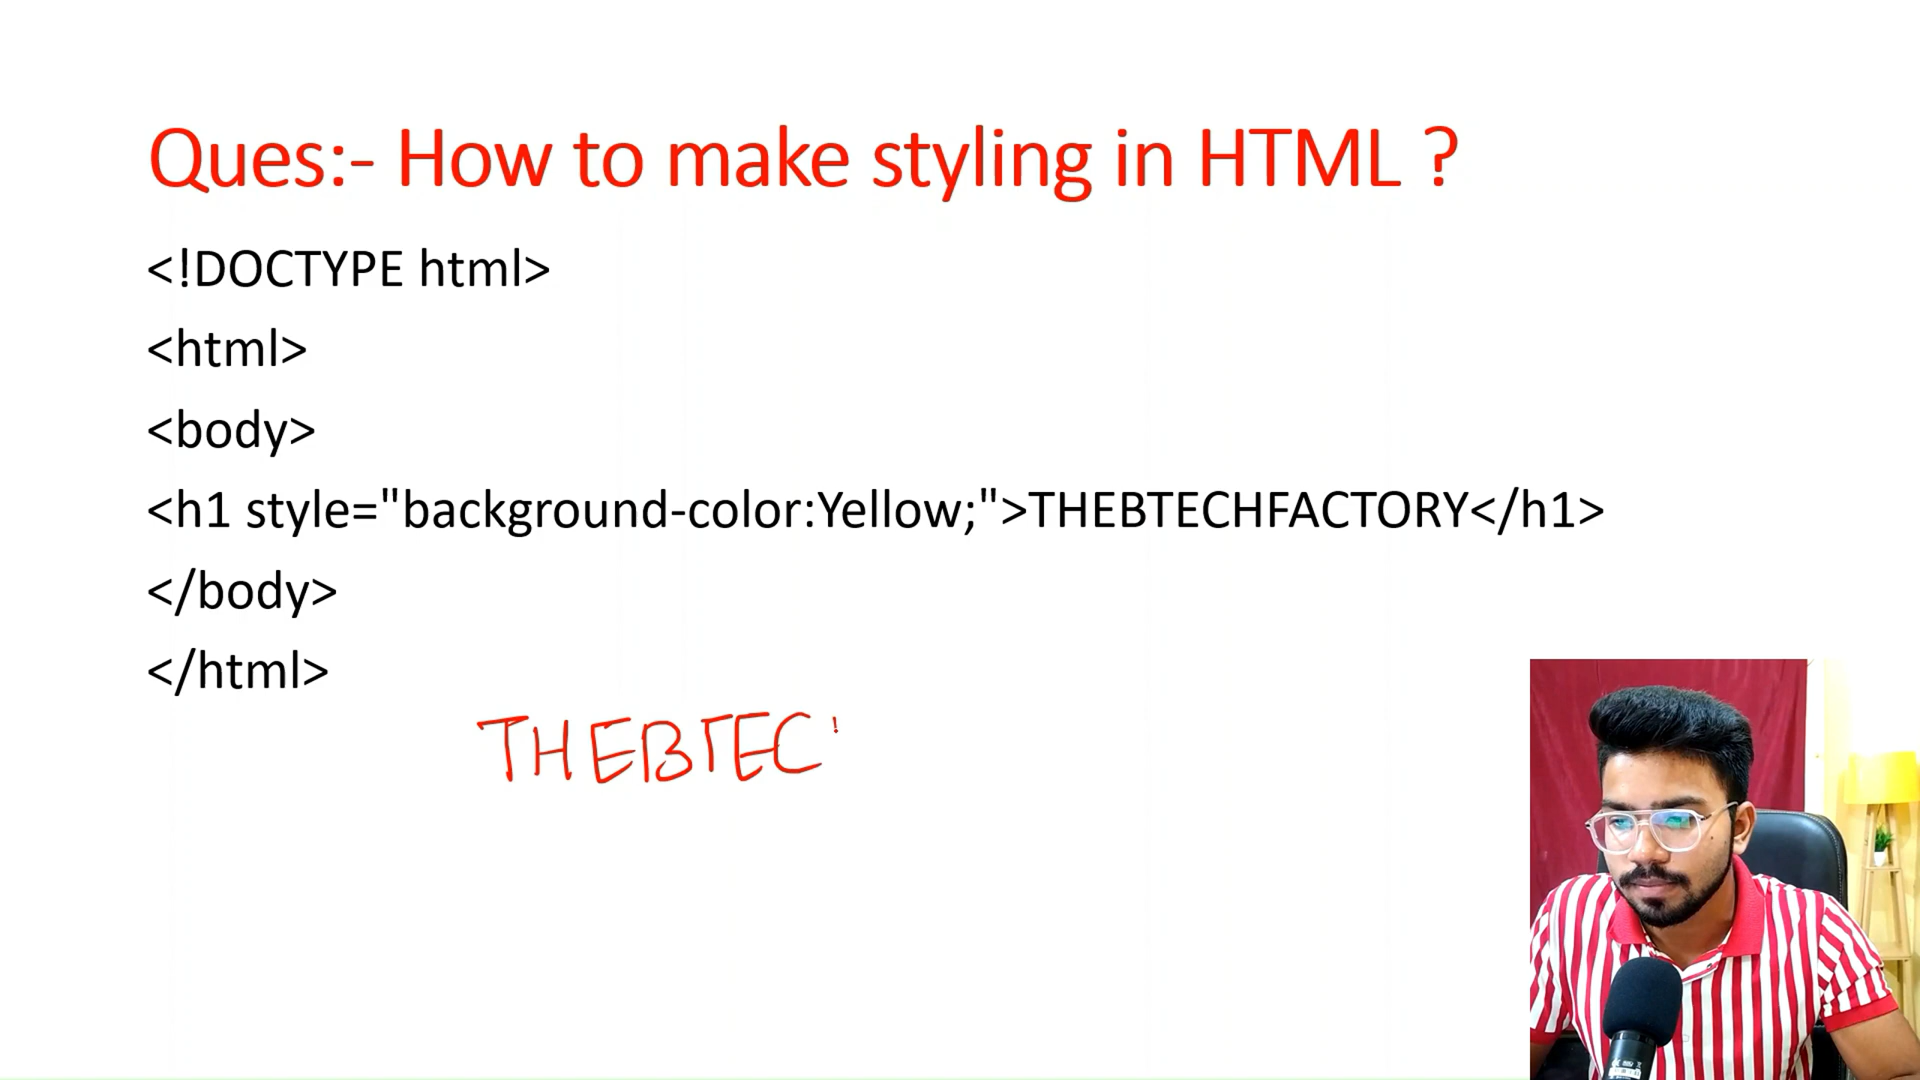 Ques:- How to make styling in HTML ?
<!DOCTYPE html>
<html>
<body>
<h1 style="background-color:Yellow;">THEBTECHFACTORY</h1>
</body>
</html>
THEBTEC